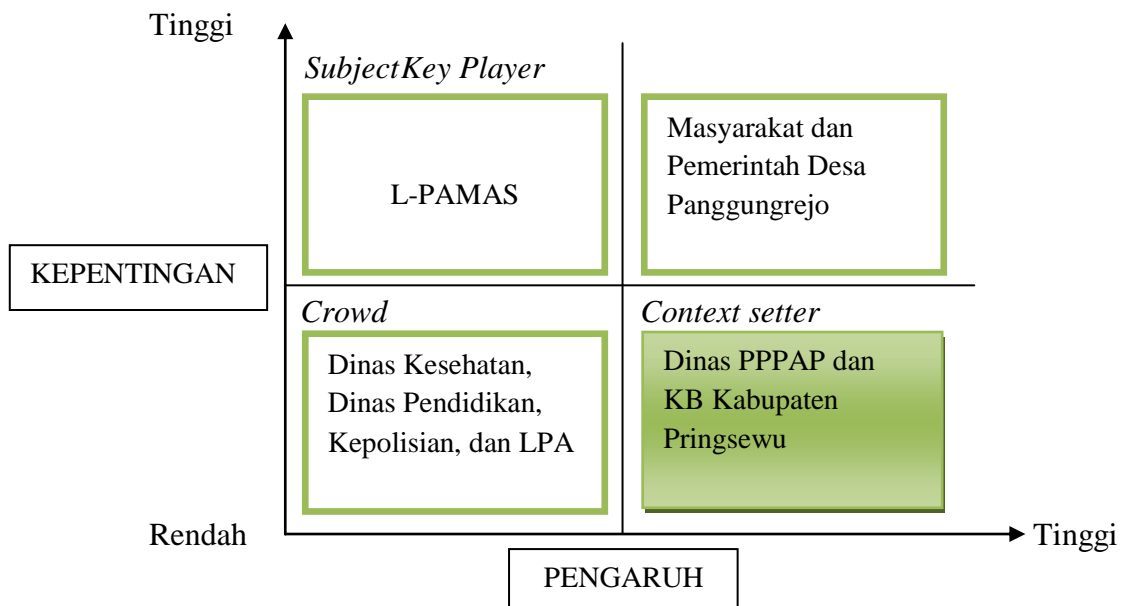 Tinggi
SubjectKey Player
L-PAMAS
Masyarakat dan
Pemerintah Desa
Panggungrejo
KEPENTINGAN
Crowd
Context setter
Dinas Kesehatan,
Dinas Pendidikan,
Kepolisian, dan LPA
Dinas PPPAP dan
KB Kabupaten
Pringsewu
Rendah
Tinggi
PENGARUH